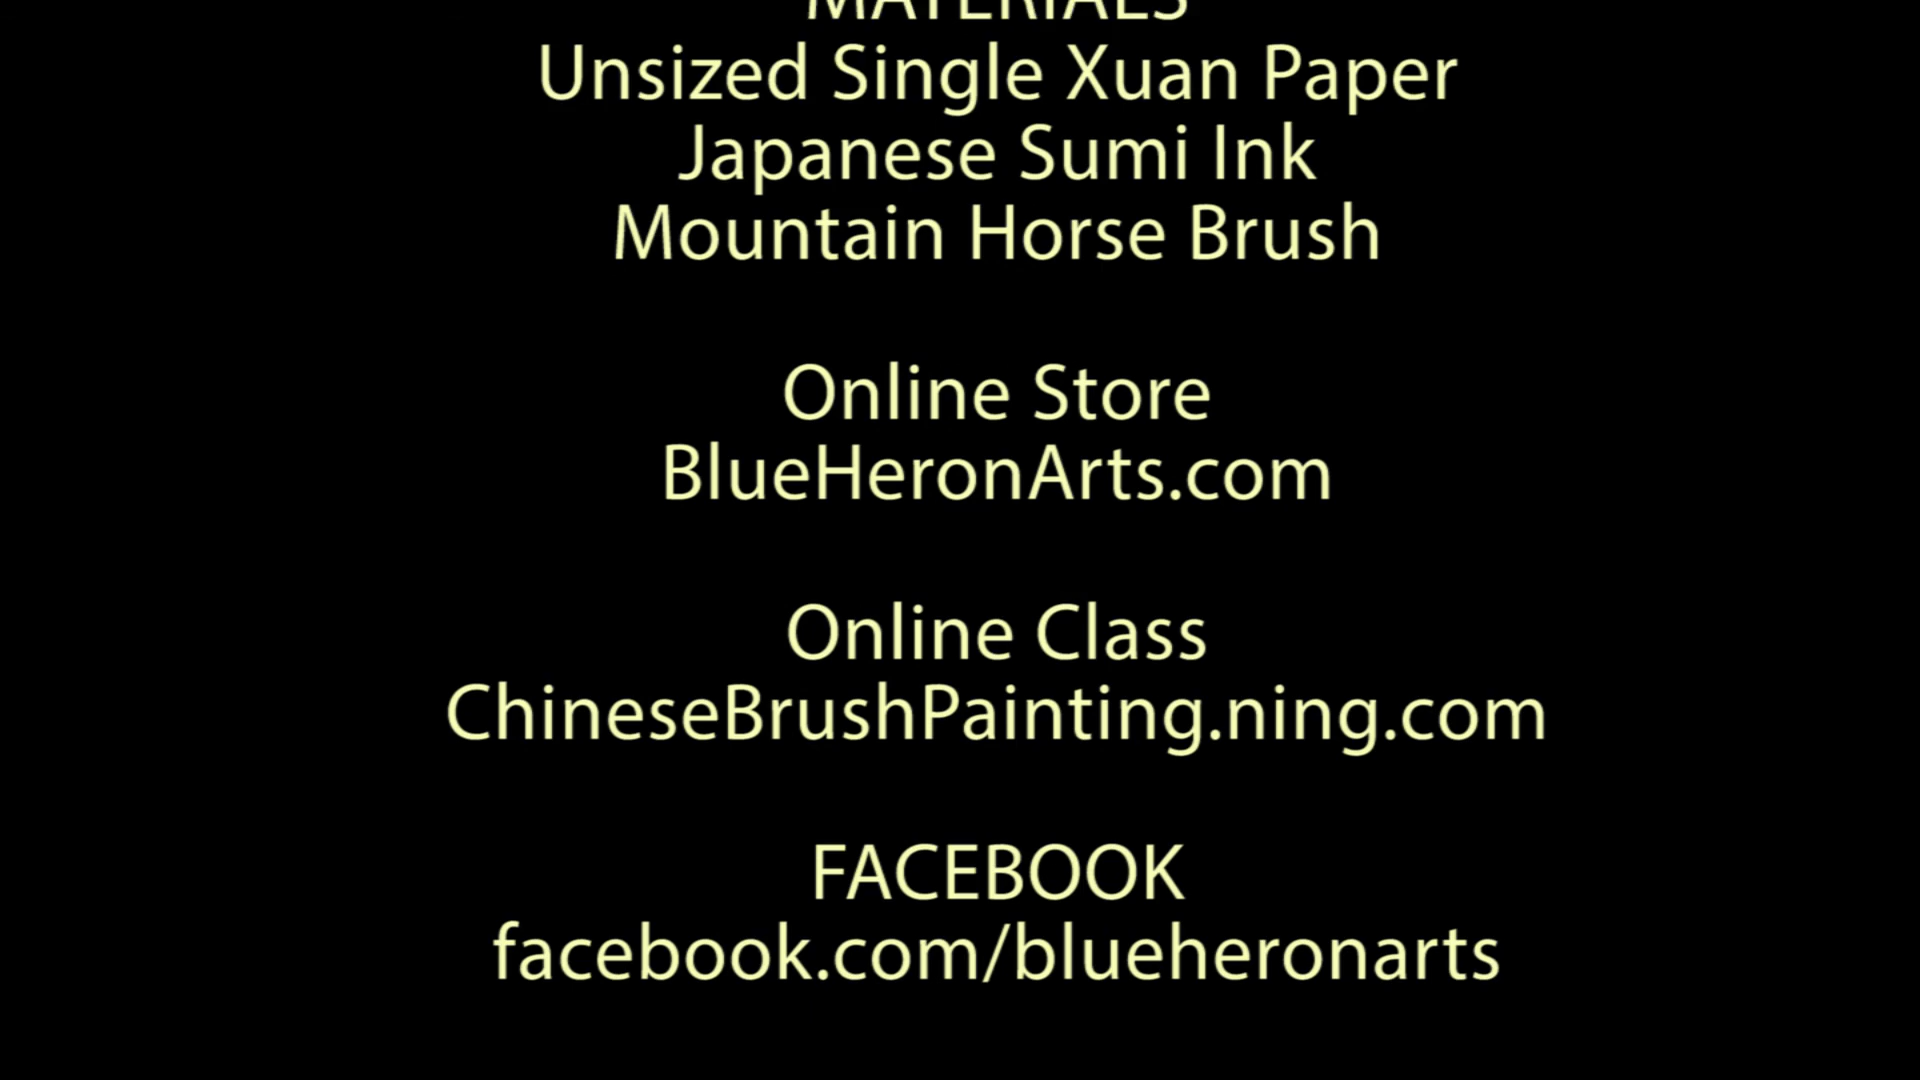 MATERIALS
Unsized Single Xuan Paper
Japanese Sumi Ink
Mountain Horse Brush
Online Store
BlueHeronArts.com
Online Class
ChineseBrushPainting.ning.com
FACEBOOK
facebook.com/blueheronarts